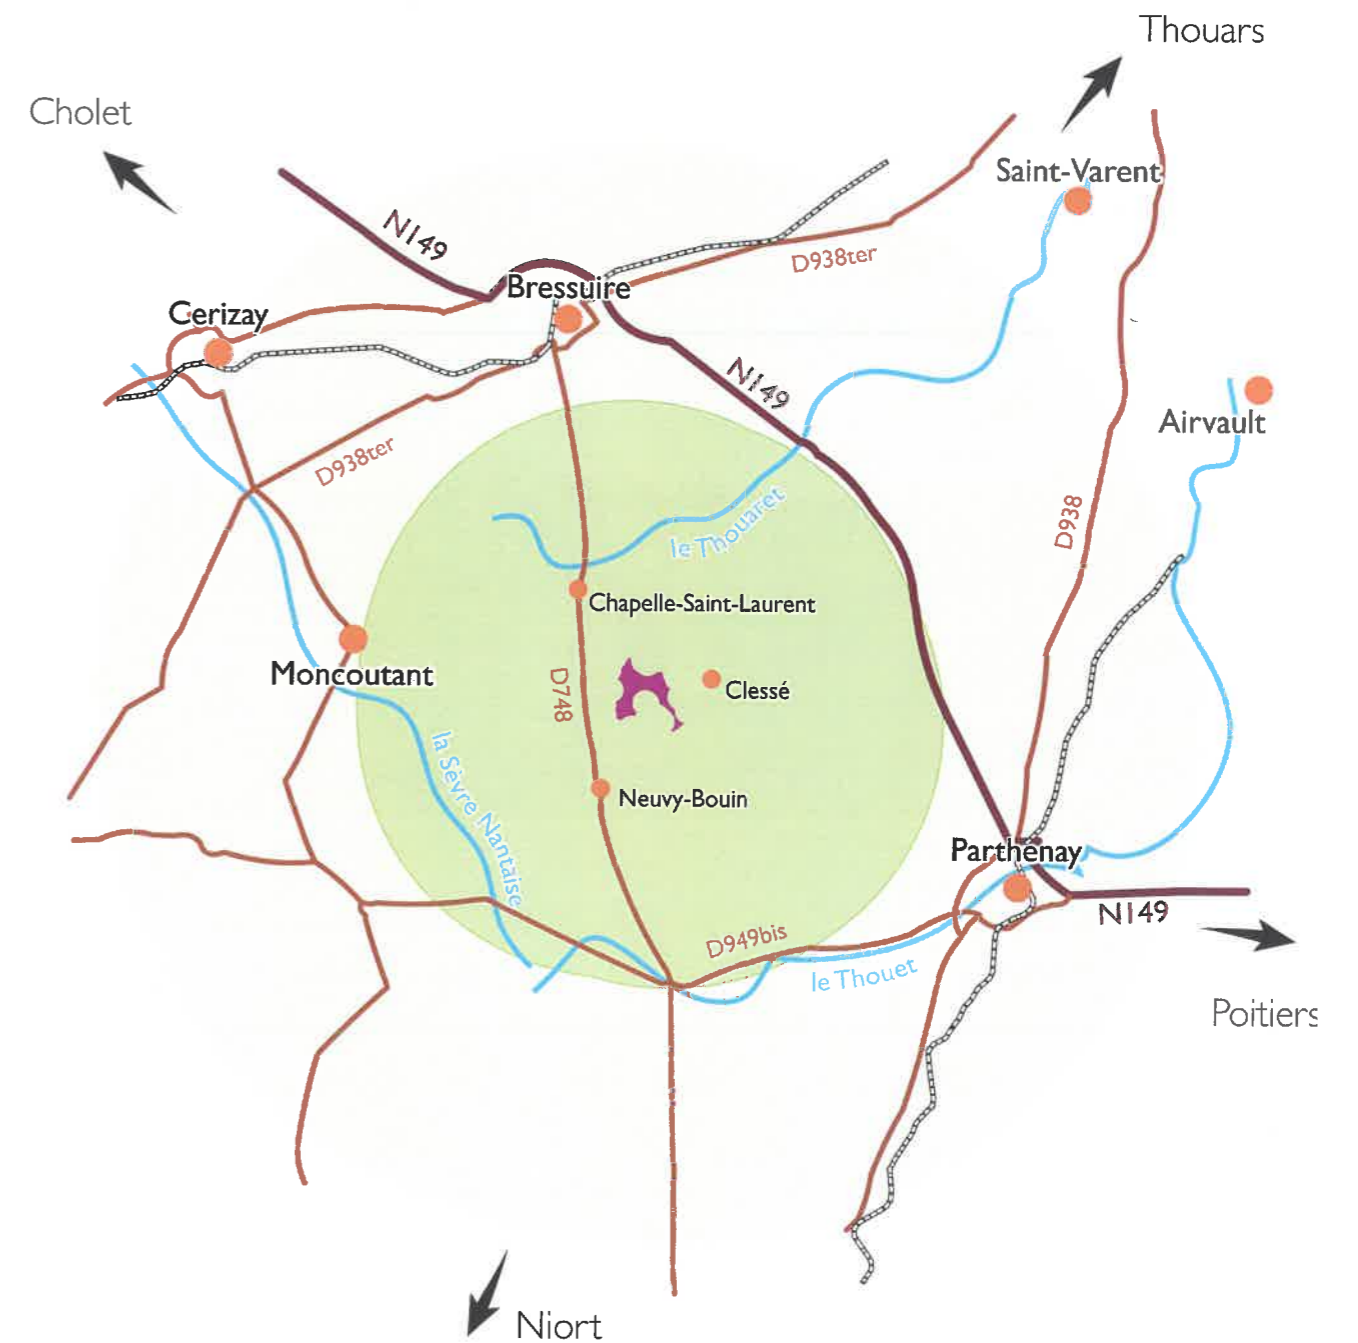 Thouars
Cholet
Saint-Varent
N149
D938ter
Bressuire
Cerizay
N149
Airvault
D938ter
le Thouaret
D938
Chapelle-Saint-Laurent
Moncoutant
D748
Clessé
la Sèvre Nantaise
Neuvy-Bouin
Parthenay
N149
D949bis
le Thouet
Poitiers
Niort